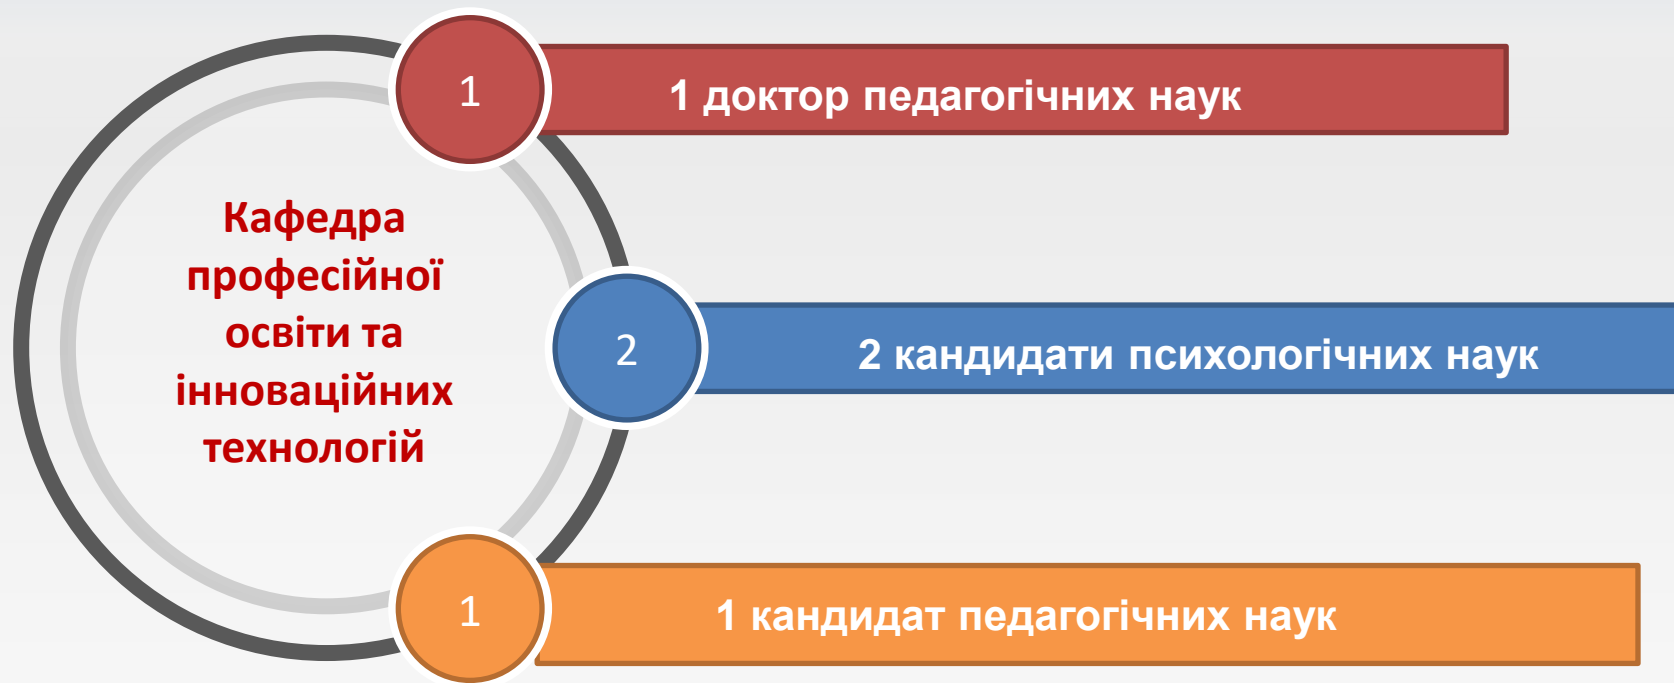 1
1 доктор педагогічних наук
Кафедра
професійної
освіти та
інноваційних
технологій
2
2 кандидати психологічних наук
1
1 кандидат педагогічних наук